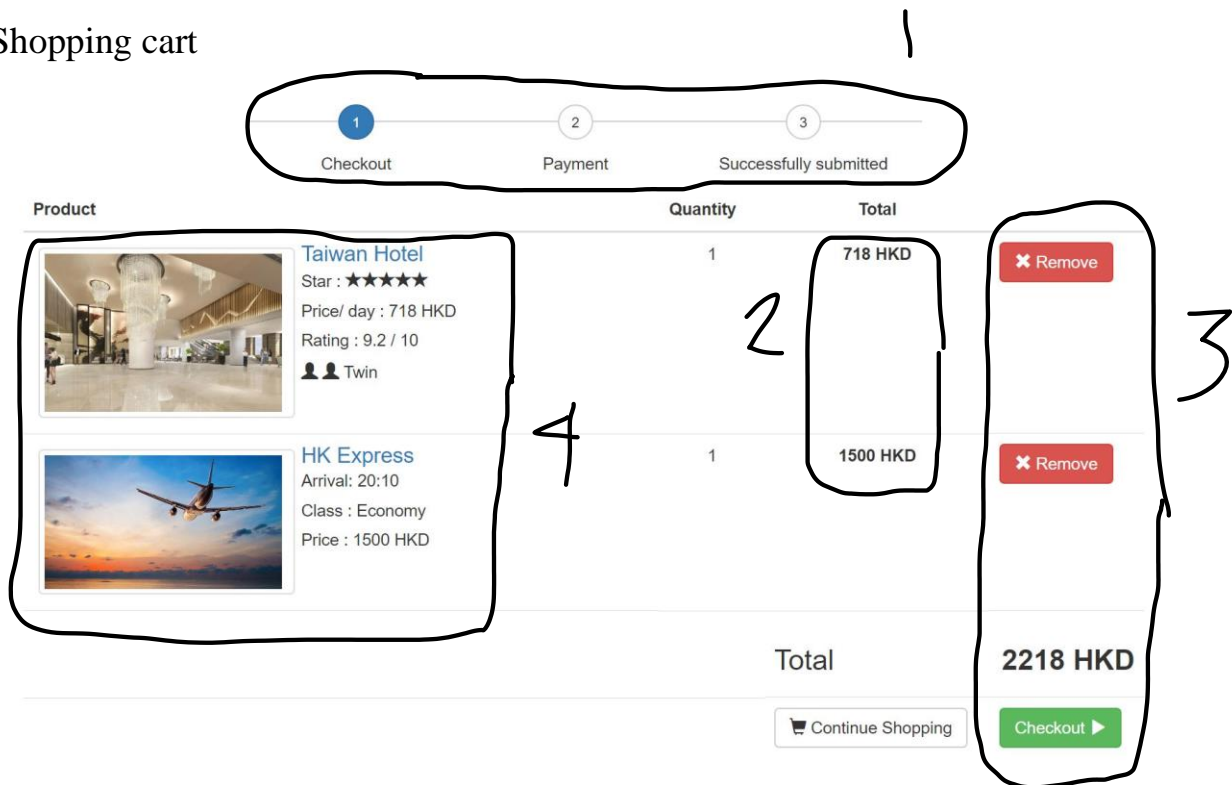 Shopping cart
1
1 2 3
Checkout Payment Successfully submitted
Product Quantity Total
Taiwan Hotel 1 718 HKD Remove
Star : ★★★★★
Price/ day : 718 HKD
Rating : 9.2 / 10
Twin
2
3
4
HK Express 1 1500 HKD Remove
Arrival: 20:10
Class : Economy
Price : 1500 HKD
Total 2218 HKD
Continue Shopping Checkout